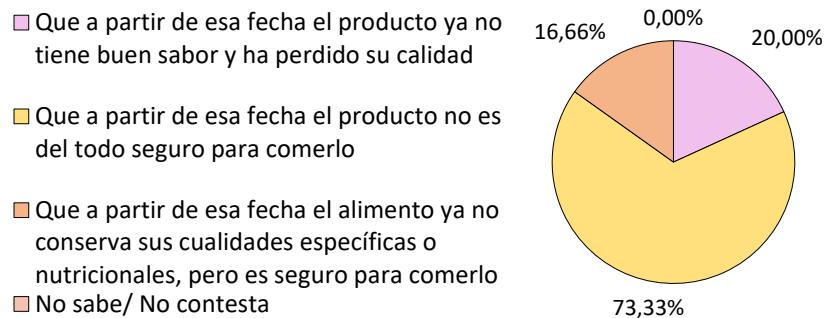 Que a partir de esa fecha el producto ya no
tiene buen sabor y ha perdido su calidad
Que a partir de esa fecha el producto no es
del todo seguro para comerlo
Que a partir de esa fecha el alimento ya no
conserva sus cualidades específicas o
nutricionales, pero es seguro para comerlo
No sabe/ No contesta
0,00%
16,66%
20,00%
73,33%